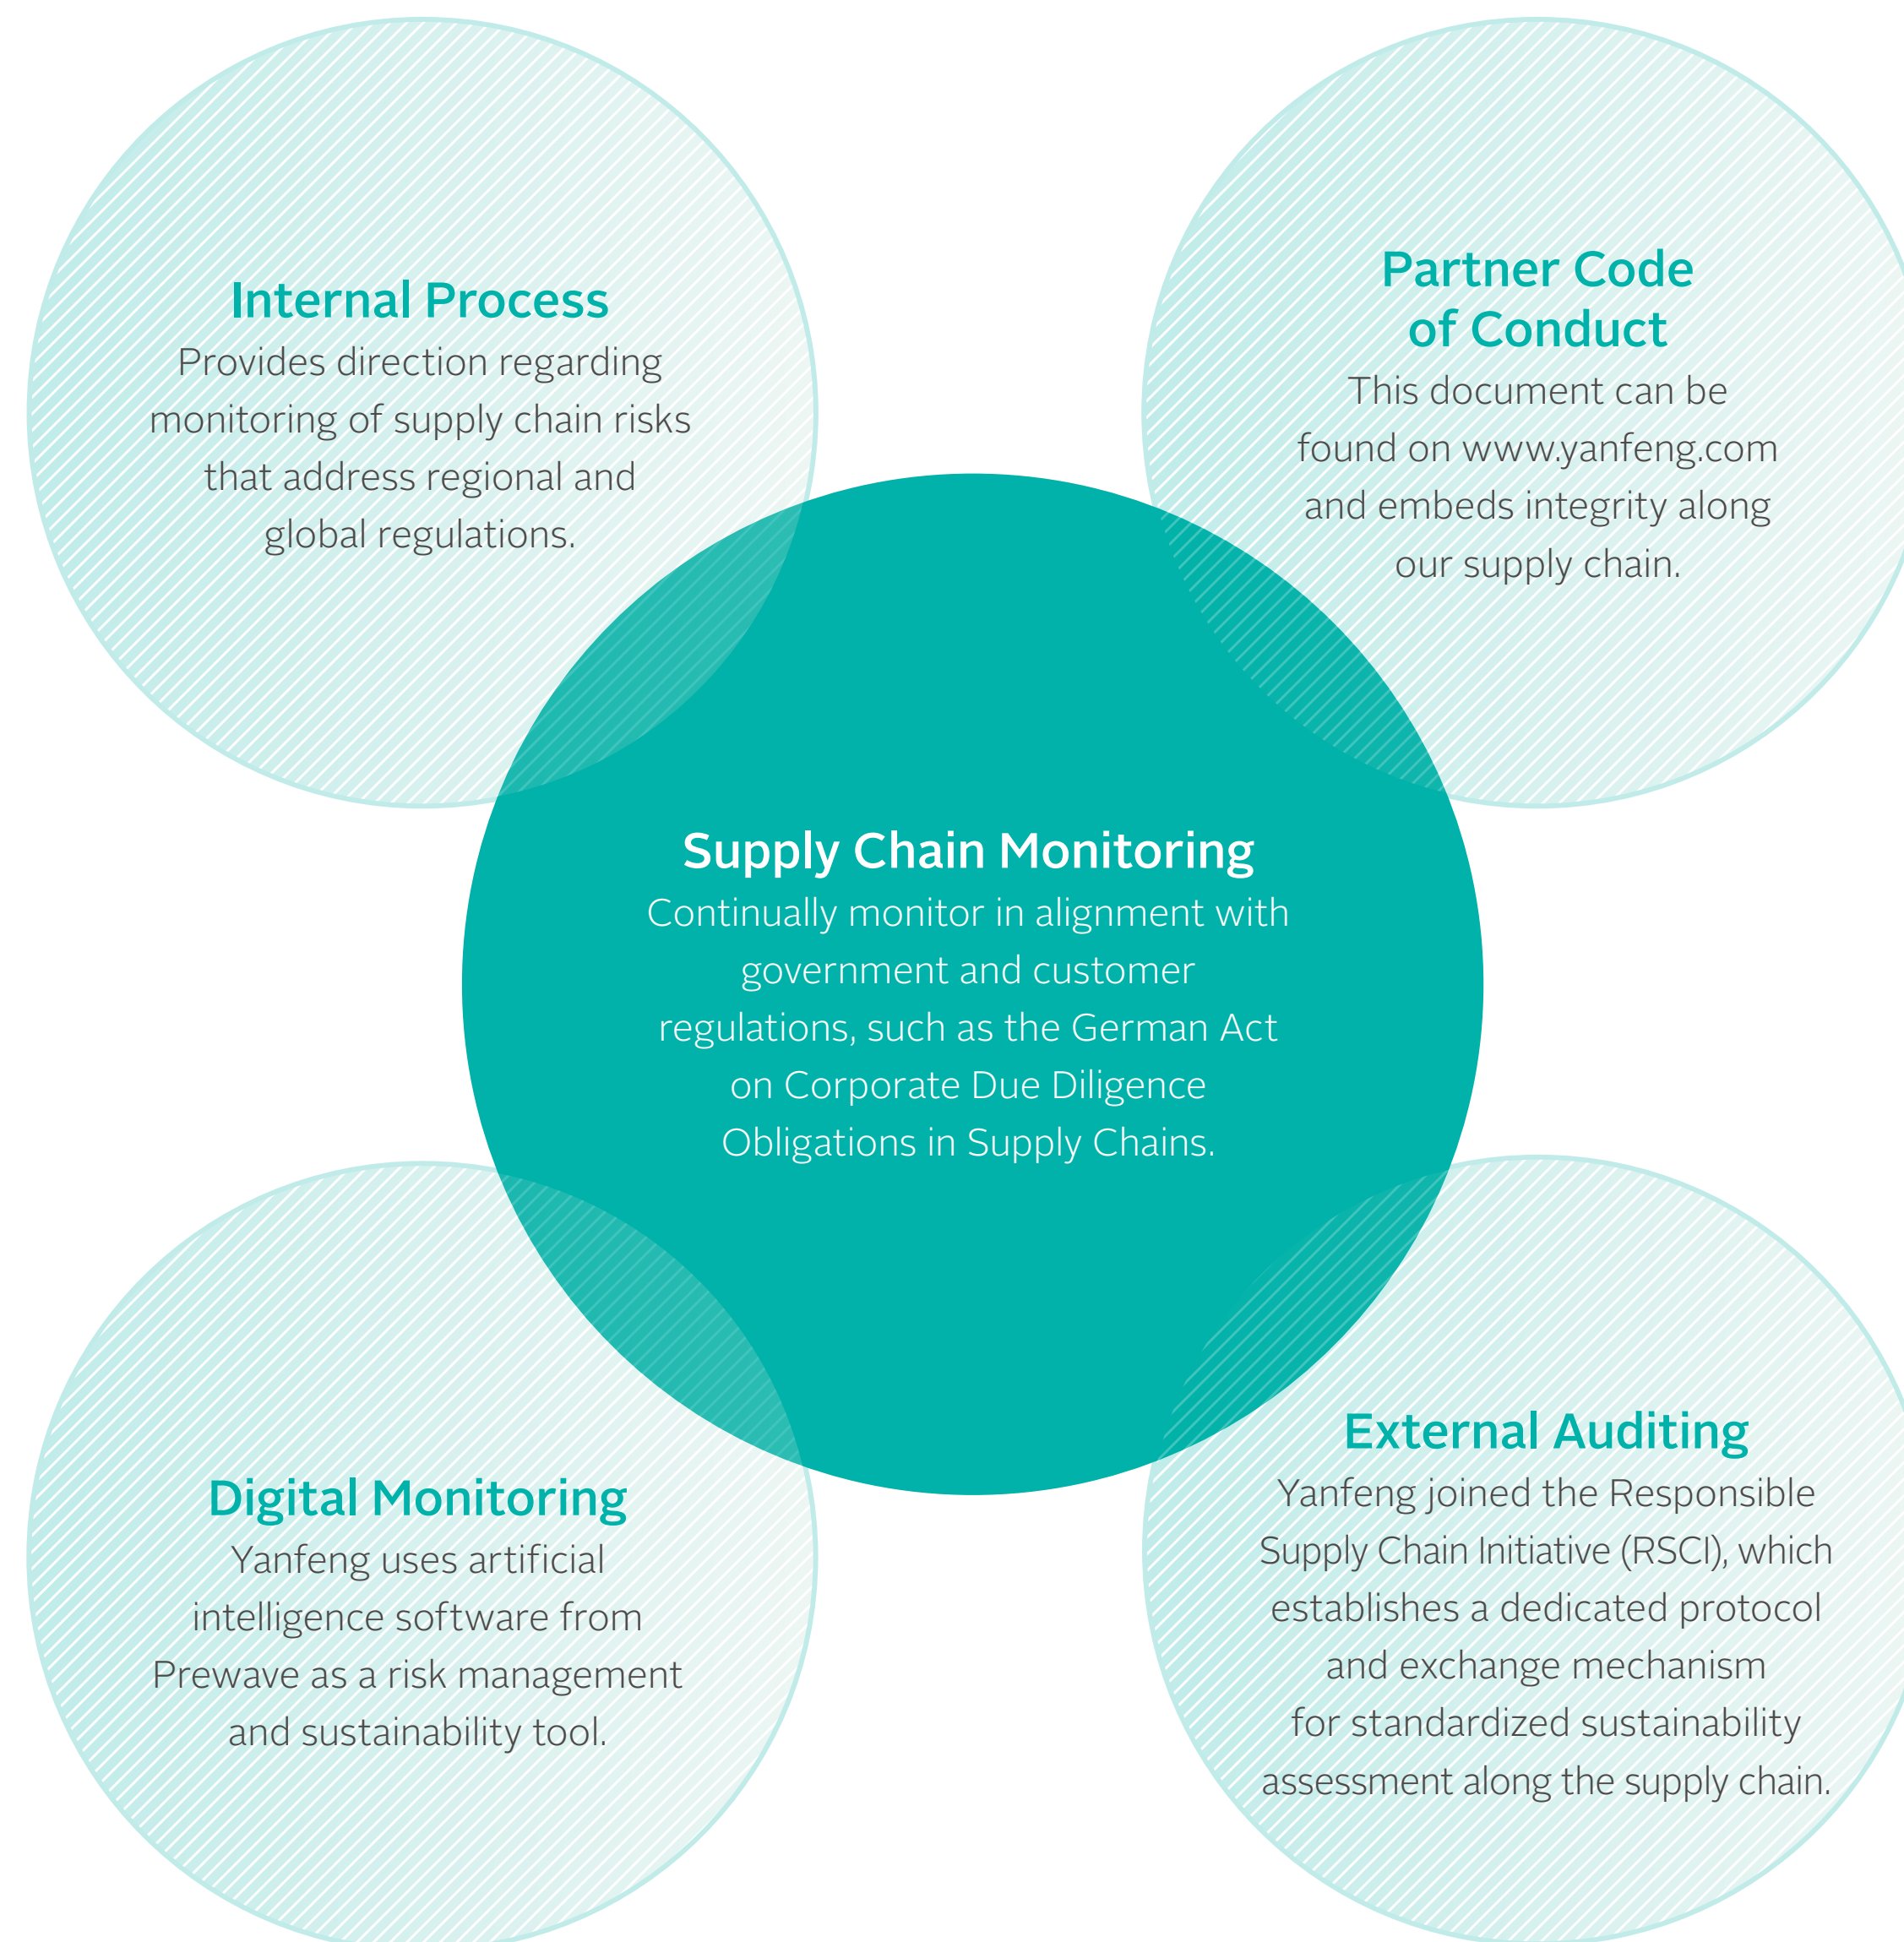 Internal Process
Provides direction regarding
monitoring of supply chain risks
that address regional and
global regulations.
Partner Code
of Conduct
This document can be
found on www.yanfeng.com
and embeds integrity along
our supply chain.
Supply Chain Monitoring
Continually monitor in alignment with
government and customer
regulations, such as the German Act
on Corporate Due Diligence
Obligations in Supply Chains.
Digital Monitoring
Yanfeng uses artificial
intelligence software from
Prewave as a risk management
and sustainability tool.
External Auditing
Yanfeng joined the Responsible
Supply Chain Initiative (RSCI), which
establishes a dedicated protocol
and exchange mechanism
for standardized sustainability
assessment along the supply chain.